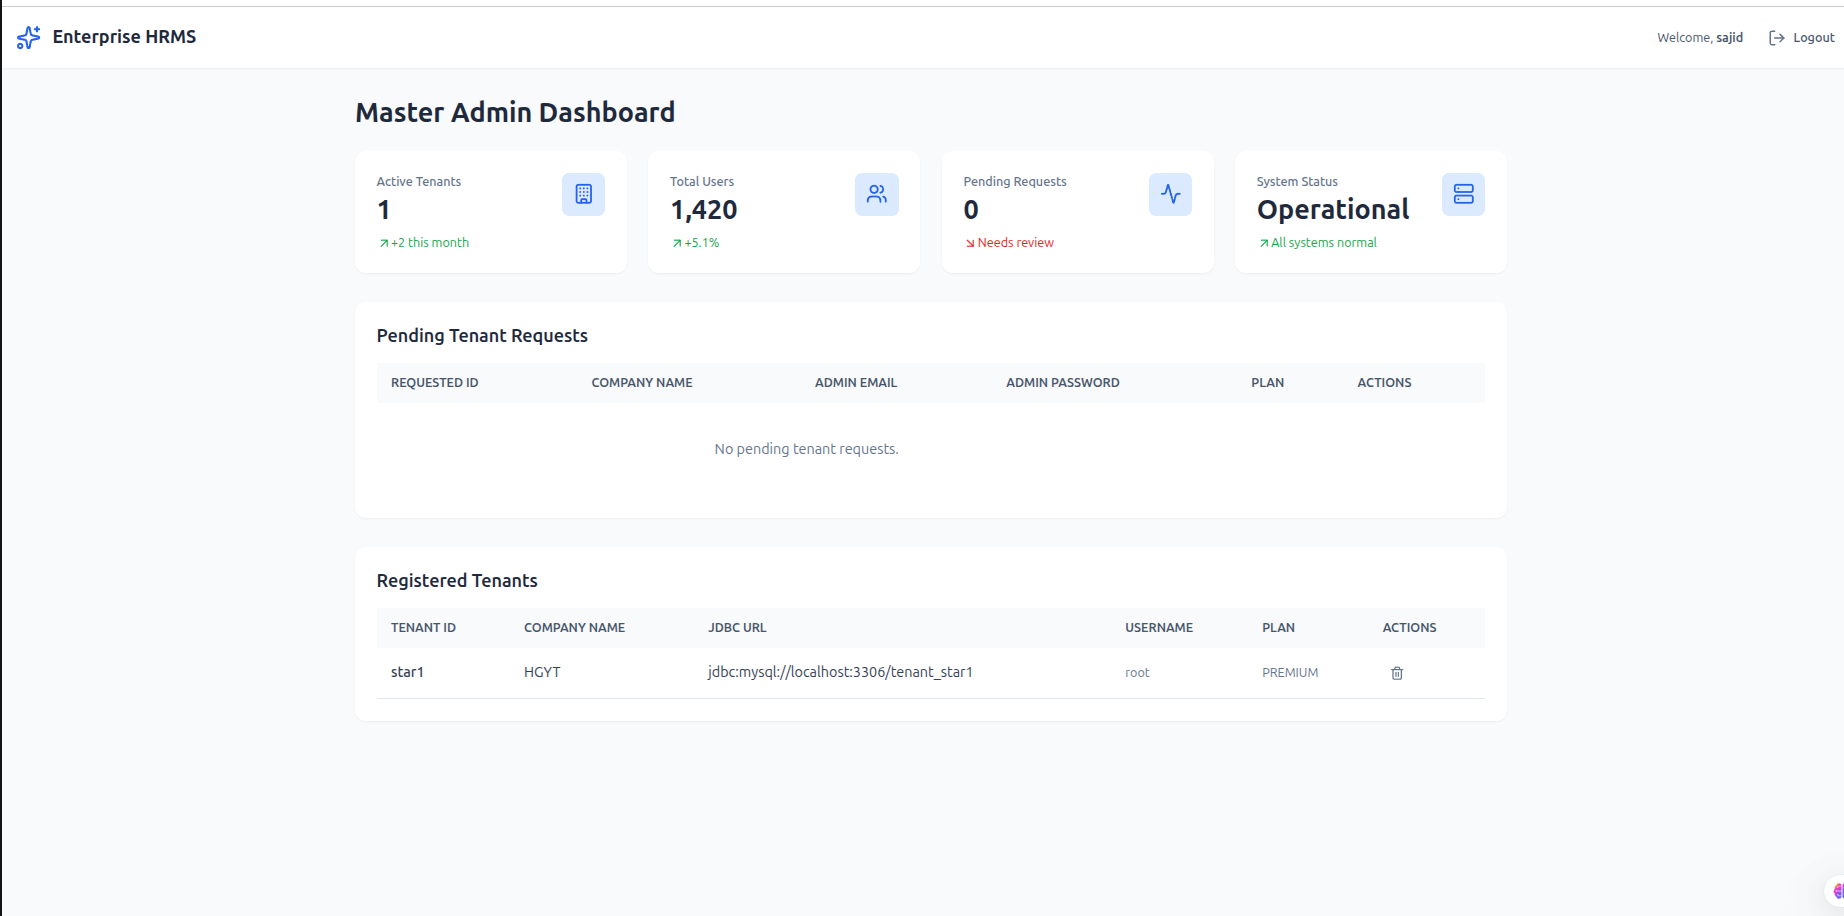 Enterprise HRMS
Welcome, sajid
Logout
Master Admin Dashboard
Active Tenants
1
+2 this month
Total Users
1,420
+5.1%
Pending Requests
0
Needs review
System Status
Operational
All systems normal
Pending Tenant Requests
REQUESTED ID COMPANY NAME ADMIN EMAIL ADMIN PASSWORD PLAN ACTIONS
No pending tenant requests.
Registered Tenants
TENANT ID COMPANY NAME JDBC URL USERNAME PLAN ACTIONS
star1 HGYT jdbc:mysql://localhost:3306/tenant_star1 root PREMIUM